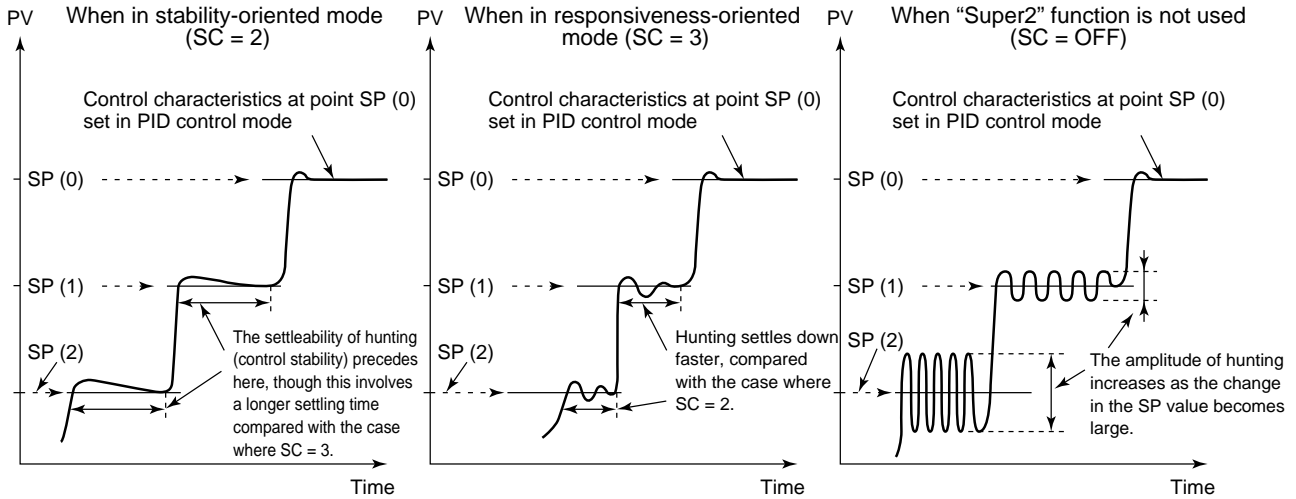 PV
When in stability-oriented mode
(SC = 2)
Control characteristics at point SP (0)
set in PID control mode
SP (0)
SP (1)
SP (2)
The settleability of hunting
(control stability) precedes
here, though this involves
a longer settling time
compared with the case
where SC = 3.
Time
PV
When in responsiveness-oriented
mode (SC = 3)
Control characteristics at point SP (0)
set in PID control mode
SP (0)
SP (1)
SP (2)
Hunting settles down
faster, compared
with the case where
SC = 2.
Time
PV
When “Super2” function is not used
(SC = OFF)
Control characteristics at point SP (0)
set in PID control mode
SP (0)
SP (1)
SP (2)
The amplitude of hunting
increases as the change
in the SP value becomes
large.
Time